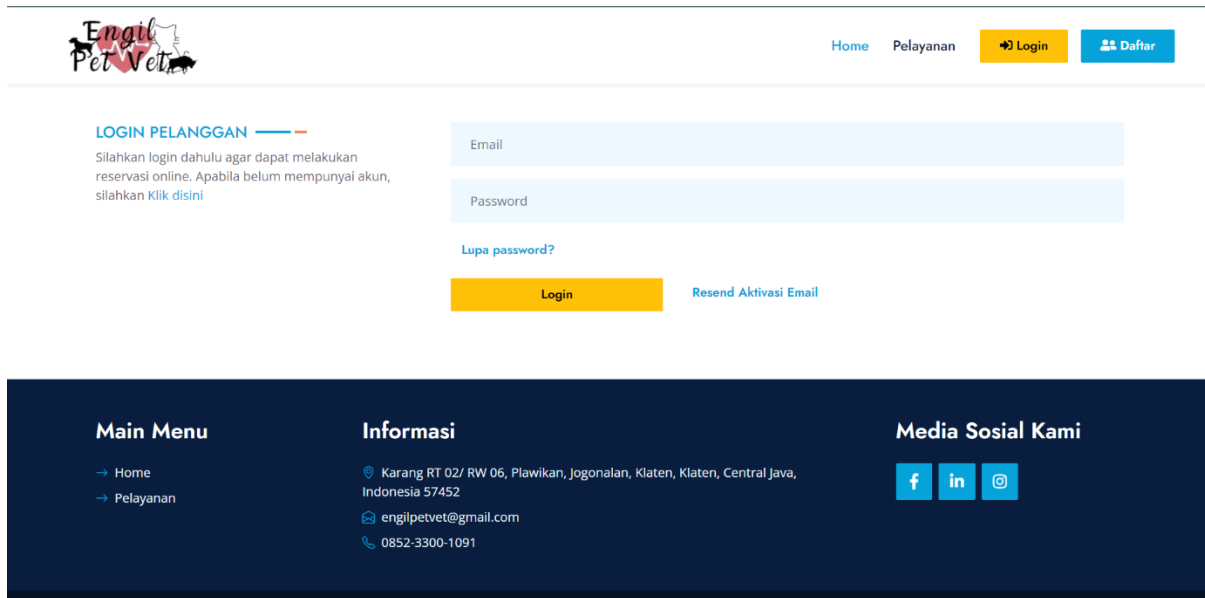 Engil
Pet Vet
Home
Pelayanan
Login
Daftar
LOGIN PELANGGAN
Silahkan login dahulu agar dapat melakukan
reservasi online. Apabila belum mempunyai akun,
silahkan Klik disini
Email
Password
Lupa password?
Login
Resend Aktivasi Email
Main Menu
Home
Pelayanan
Informasi
Karang RT 02/ RW 06, Plawikan, Jogonalan, Klaten, Klaten, Central Java,
Indonesia 57452
engilpetvet@gmail.com
0852-3300-1091
Media Sosial Kami
f
in